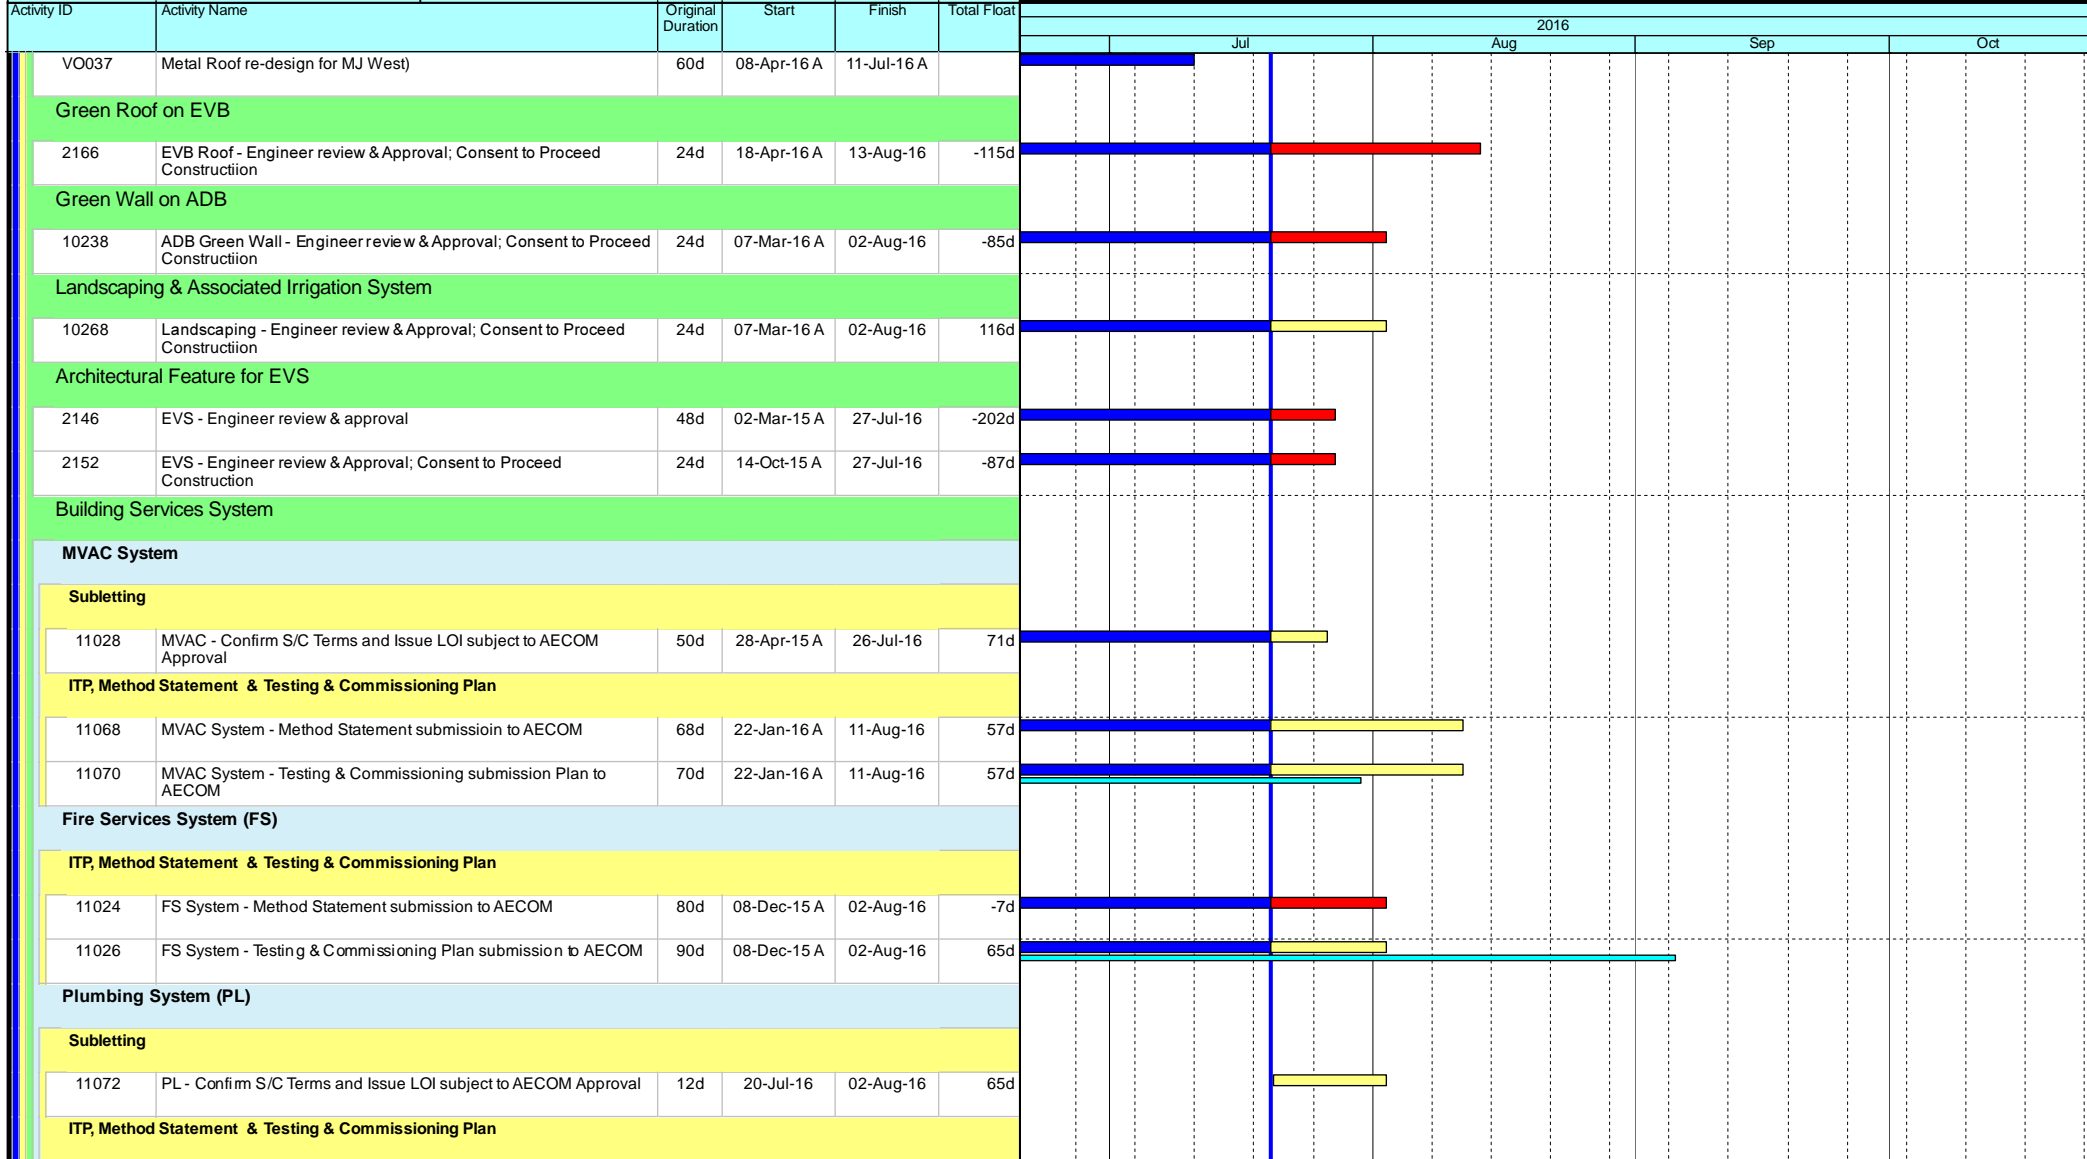 Activity ID Activity Name Original Start Finish Total Float
Duration
2016
Jul Aug Sep Oct
VO037 Metal Roof re-design for MJ West) 60d 08-Apr-16 A 11-Jul-16 A
Green Roof on EVB
2166 EVB Roof - Engineer review & Approval; Consent to Proceed 24d 18-Apr-16 A 13-Aug-16 -115d
Constructiion
Green Wall on ADB
10238 ADB Green Wall - Engineer review & Approval; Consent to Proceed 24d 07-Mar-16 A 02-Aug-16 -85d
Constructiion
Landscaping & Associated Irrigation System
10268 Landscaping - Engineer review & Approval; Consent to Proceed 24d 07-Mar-16 A 02-Aug-16 116d
Constructiion
Architectural Feature for EVS
2146 EVS - Engineer review & approval 48d 02-Mar-15 A 27-Jul-16 -202d
2152 EVS - Engineer review & Approval; Consent to Proceed 24d 14-Oct-15 A 27-Jul-16 -87d
Construction
Building Services System
MVAC System
Subletting
11028 MVAC - Confirm S/C Terms and Issue LOI subject to AECOM 50d 28-Apr-15 A 26-Jul-16 71d
Approval
ITP, Method Statement & Testing & Commissioning Plan
11068 MVAC System - Method Statement submissioin to AECOM 68d 22-Jan-16 A 11-Aug-16 57d
11070 MVAC System - Testing & Commissioning submission Plan to 70d 22-Jan-16 A 11-Aug-16 57d
AECOM
Fire Services System (FS)
ITP, Method Statement & Testing & Commissioning Plan
11024 FS System - Method Statement submission to AECOM 80d 08-Dec-15 A 02-Aug-16 -7d
11026 FS System - Testing & Commissioning Plan submission to AECOM 90d 08-Dec-15 A 02-Aug-16 65d
Plumbing System (PL)
Subletting
11072 PL - Confirm S/C Terms and Issue LOI subject to AECOM Approval 12d 20-Jul-16 02-Aug-16 65d
ITP, Method Statement & Testing & Commissioning Plan